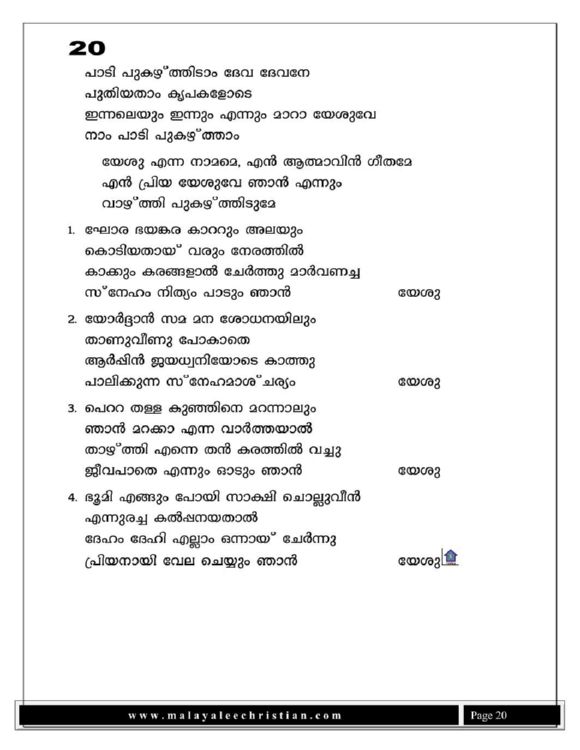 20
പാടി പുകഴ്ത്തിടാം ദേവ ദേവനേ
പുതിയതാം കൃപകളോടെ
ഇന്നലെയും ഇന്നും എന്നും മാറാ യേശുവേ
നാം പാടി പുകഴ്ത്താം
യേശു എന്ന നാമമെ, എൻ ആത്മാവിൻ ഗീതമേ
എൻ പ്രിയ യേശുവേ ഞാൻ എന്നും
വാഴ്ത്തി പുകഴ്ത്തിടുമേ
1. ഘോര ഭയങ്കര കാററും അലയും
കൊടിയതായ് വരും നേരത്തിൽ
കാക്കും കരങ്ങളാൽ ചേർത്തു മാർവണച്ച
സ്നേഹം നിത്യം പാടും ഞാൻ യേശു
2. യോർദ്ദാൻ സമ മന ശോധനയിലും
താണുവീണു പോകാതെ
ആർപ്പിൻ ജയധ്വനിയോടെ കാത്തു
പാലിക്കുന്ന സ്നേഹമാശ്ചര്യം യേശു
3. പെററ തള്ള കുഞ്ഞിനെ മറന്നാലും
ഞാൻ മറക്കാ എന്ന വാർത്തയാൽ
താഴ്ത്തി എന്നെ തൻ കരത്തിൽ വച്ചു
ജീവപാതെ എന്നും ഓടും ഞാൻ യേശു
4. ഭൂമി എങ്ങും പോയി സാക്ഷി ചൊല്ലുവീൻ
എന്നുരച്ച കൽപ്പനയതാൽ
ദേഹം ദേഹി എല്ലാം ഒന്നായ് ചേർന്നു
പ്രിയനായി വേല ചെയ്യും ഞാൻ യേശു
www.malayaleechristian.com Page 20